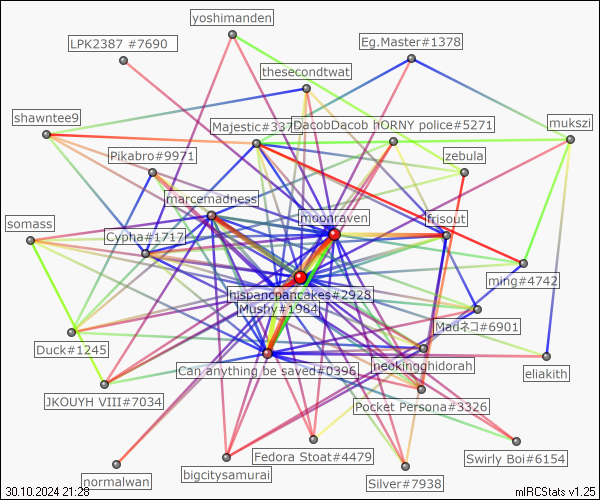 yoshimanden
LPK2387 #7690
Eg.Master#1378
thesecondtwat
shawntee9
Majestic#337
DacobDacob hORNY police#5271
mukszi
Pikabro#9971
zebula
marcemadness
moonraven
frisout
somass
Cypha#1717
ming#4742
hispancpancakes#2928
Mushy#1984
Madネコ#6901
Duck#1245
Can anything be saved#0396
neokingghidorah
eliakith
JKOUYH VIII#7034
Pocket Persona#3326
Fedora Stoat#4479
Swirly Boi#6154
normalwan
bigcitysamurai
Silver#7938
30.10.2024 21:28
mIRCStats v1.25